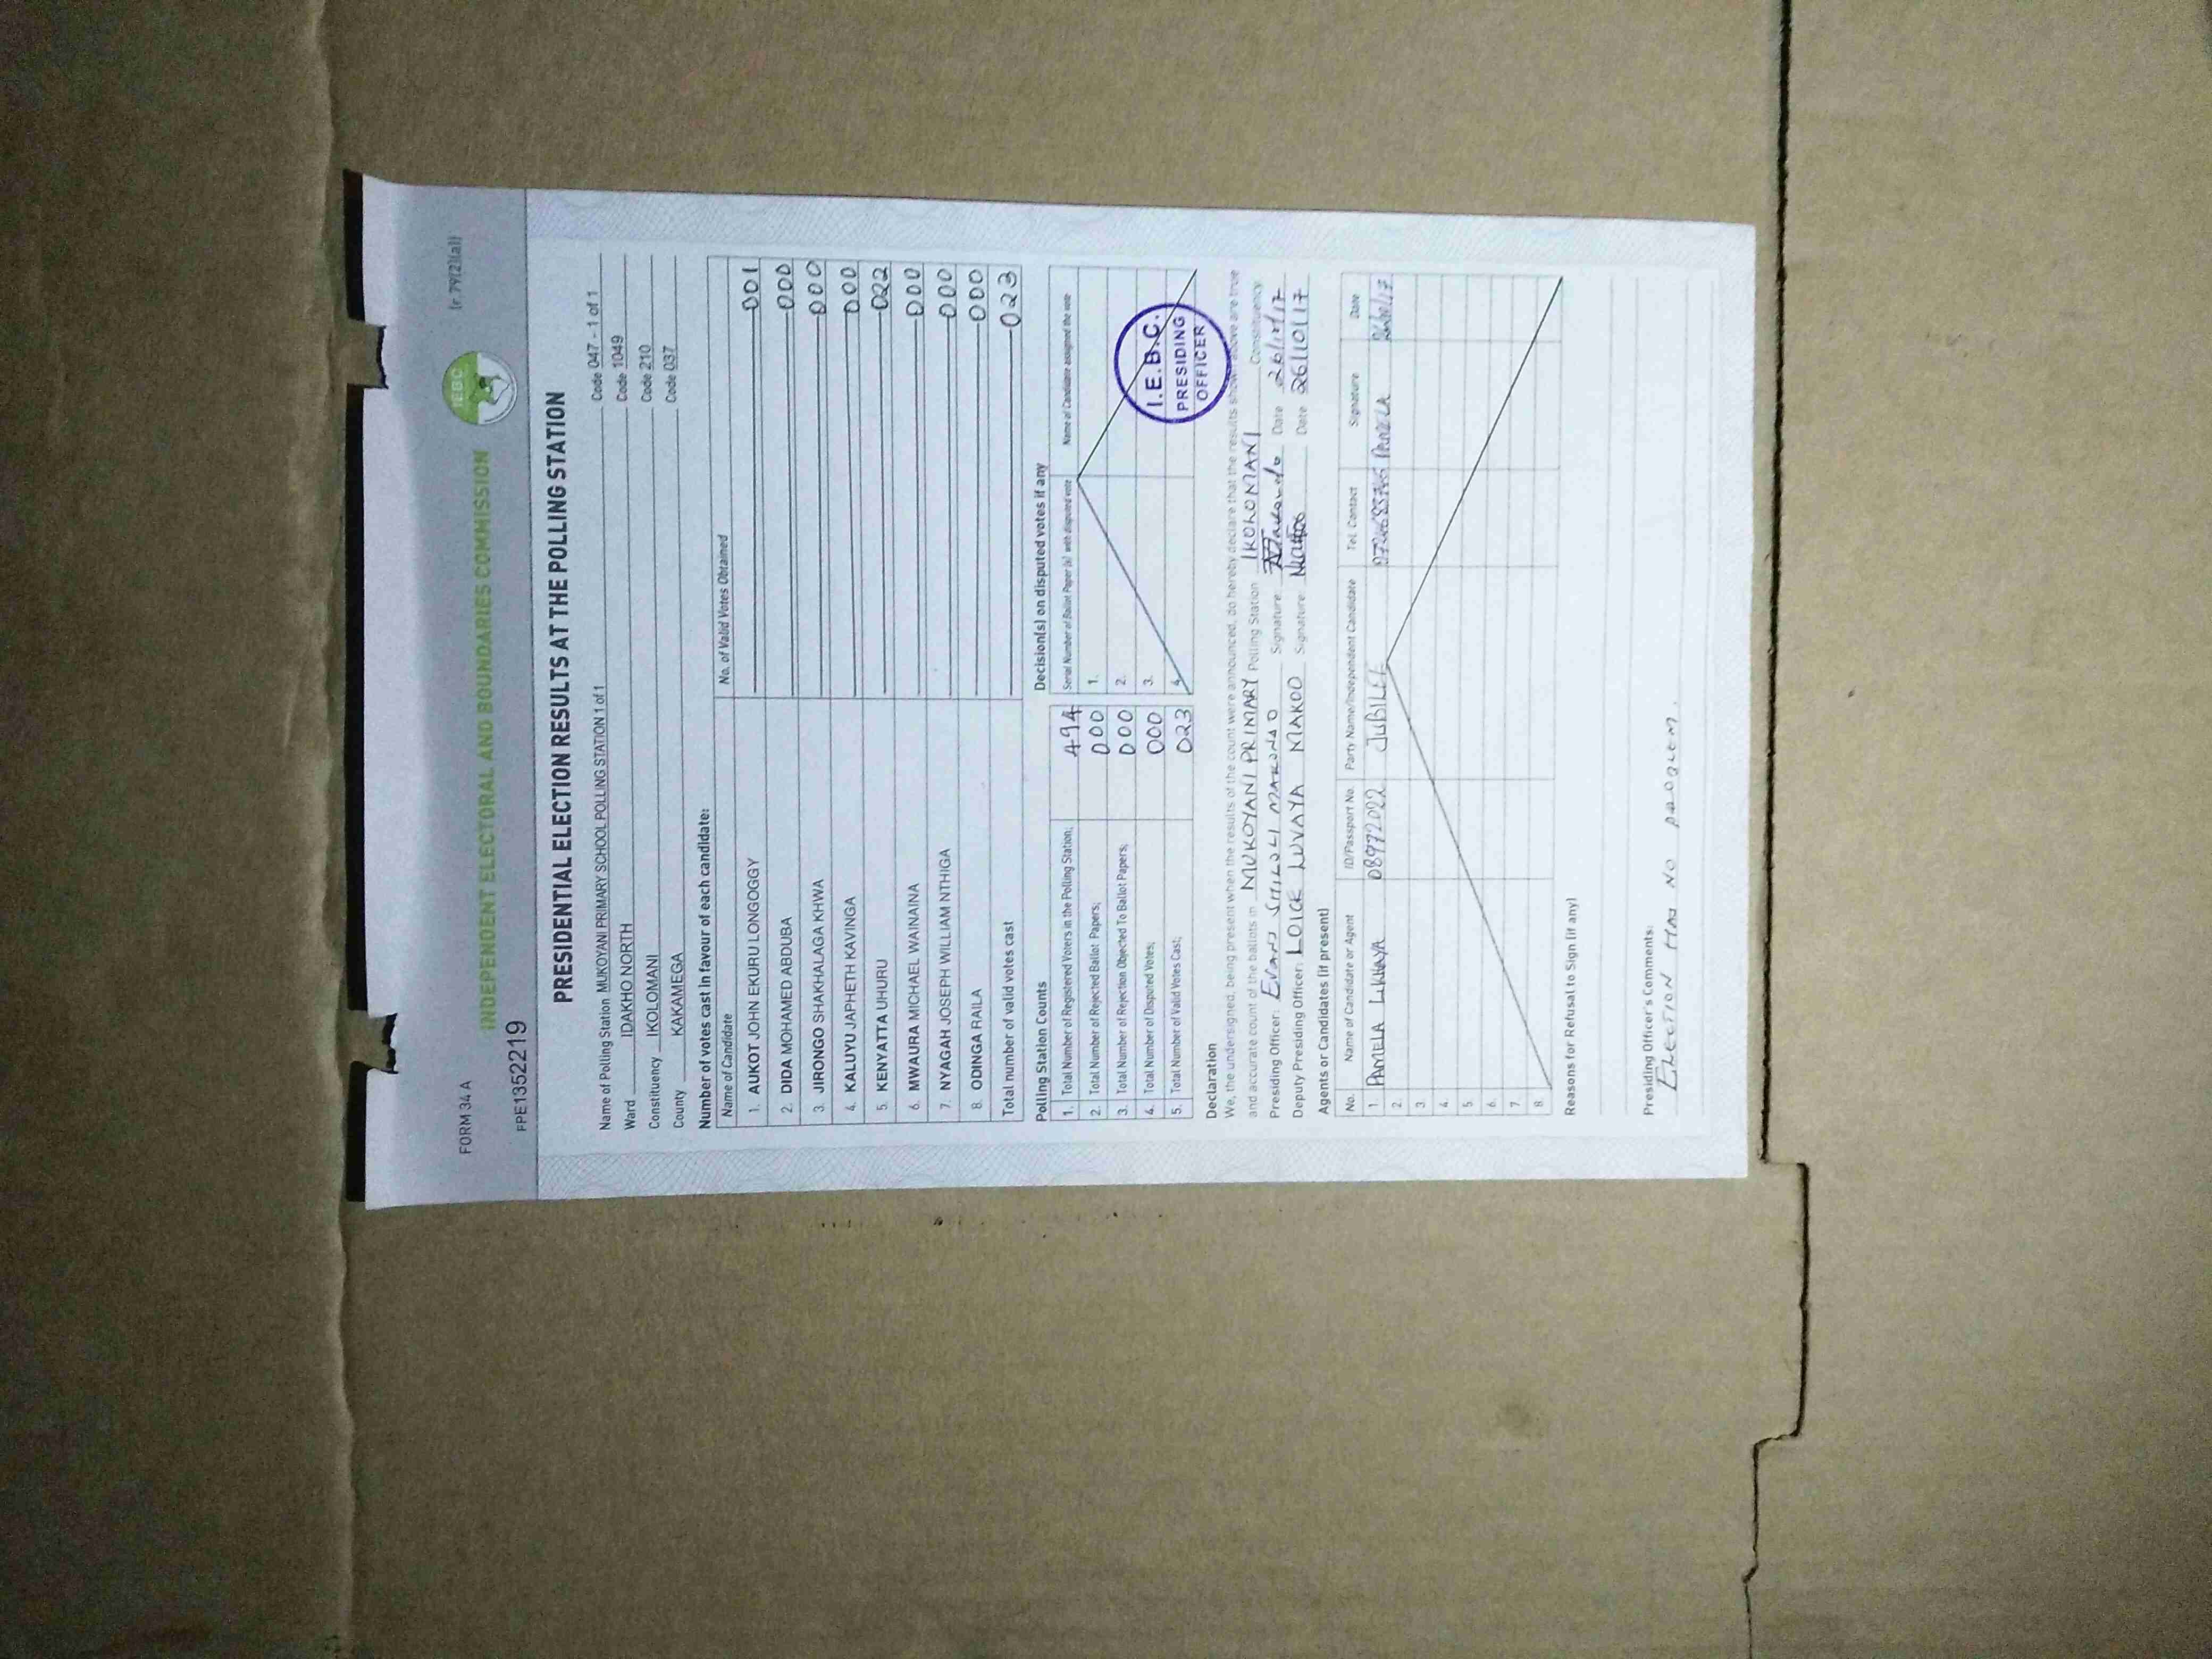 FORM 34 A
(r 79(2)(a))
IEBC
INDEPENDENT ELECTORAL AND BOUNDARIES COMMISSION
FPE1352219
PRESIDENTIAL ELECTION RESULTS AT THE POLLING STATION
Name of Polling Station MUKOYANI PRIMARY SCHOOL POLLING STATION 1 of 1 Code 047 - 1 of 1
Ward IDAKHO NORTH Code 1049
Constituency IKOLOMANI Code 210
County KAKAMEGA Code 037
Number of votes cast in favour of each candidate:
Name of Candidate No. of Valid Votes Obtained
1. AUKOT JOHN EKURU LONGOGGY 001
2. DIDA MOHAMED ABDUBA 000
3. JIRONGO SHAKHALAGA KHWA 000
4. KALUYU JAPHETH KAVINGA 000
5. KENYATTA UHURU 022
6. MWAURA MICHAEL WAINAINA 000
7. NYAGAH JOSEPH WILLIAM NTHIGA 000
8. ODINGA RAILA 000
Total number of valid votes cast 023
Polling Station Counts
1. Total Number of Registered Voters in the Polling Station; 494
2. Total Number of Rejected Ballot Papers; 000
3. Total Number of Rejection Objected To Ballot Papers; 000
4. Total Number of Disputed Votes; 000
5. Total Number of Valid Votes Cast; 023
Decision(s) on disputed votes if any
Serial Number of Ballot Paper (s) with disputed vote Name of Candidate assigned the vote
1.
2.
3.
4.
I.E.B.C.
PRESIDING
OFFICER
Declaration
We, the undersigned, being present when the results of the count were announced, do hereby declare that the results shown above are true
and accurate count of the ballots in MUKOYANI PRIMARY Polling Station IKOLOMANI Constituency
Presiding Officer: EVANS SHILOLI MAKONDO Signature Date 26/10/17
Deputy Presiding Officer: LOICE LUVAYA MAKOO Signature Date 26/10/17
Agents or Candidates (if present)
No. Name of Candidate or Agent ID/Passport No. Party Name/Independent Candidate Tel. Contact Signature Date
1 PAMELA 08972022 JUBILEE PAMELA 26/10/17
2
3
4
5
6
7
8
Reasons for Refusal to Sign (if any)
Presiding Officer's Comments:
ELECTION HAD NO PROBLEM.